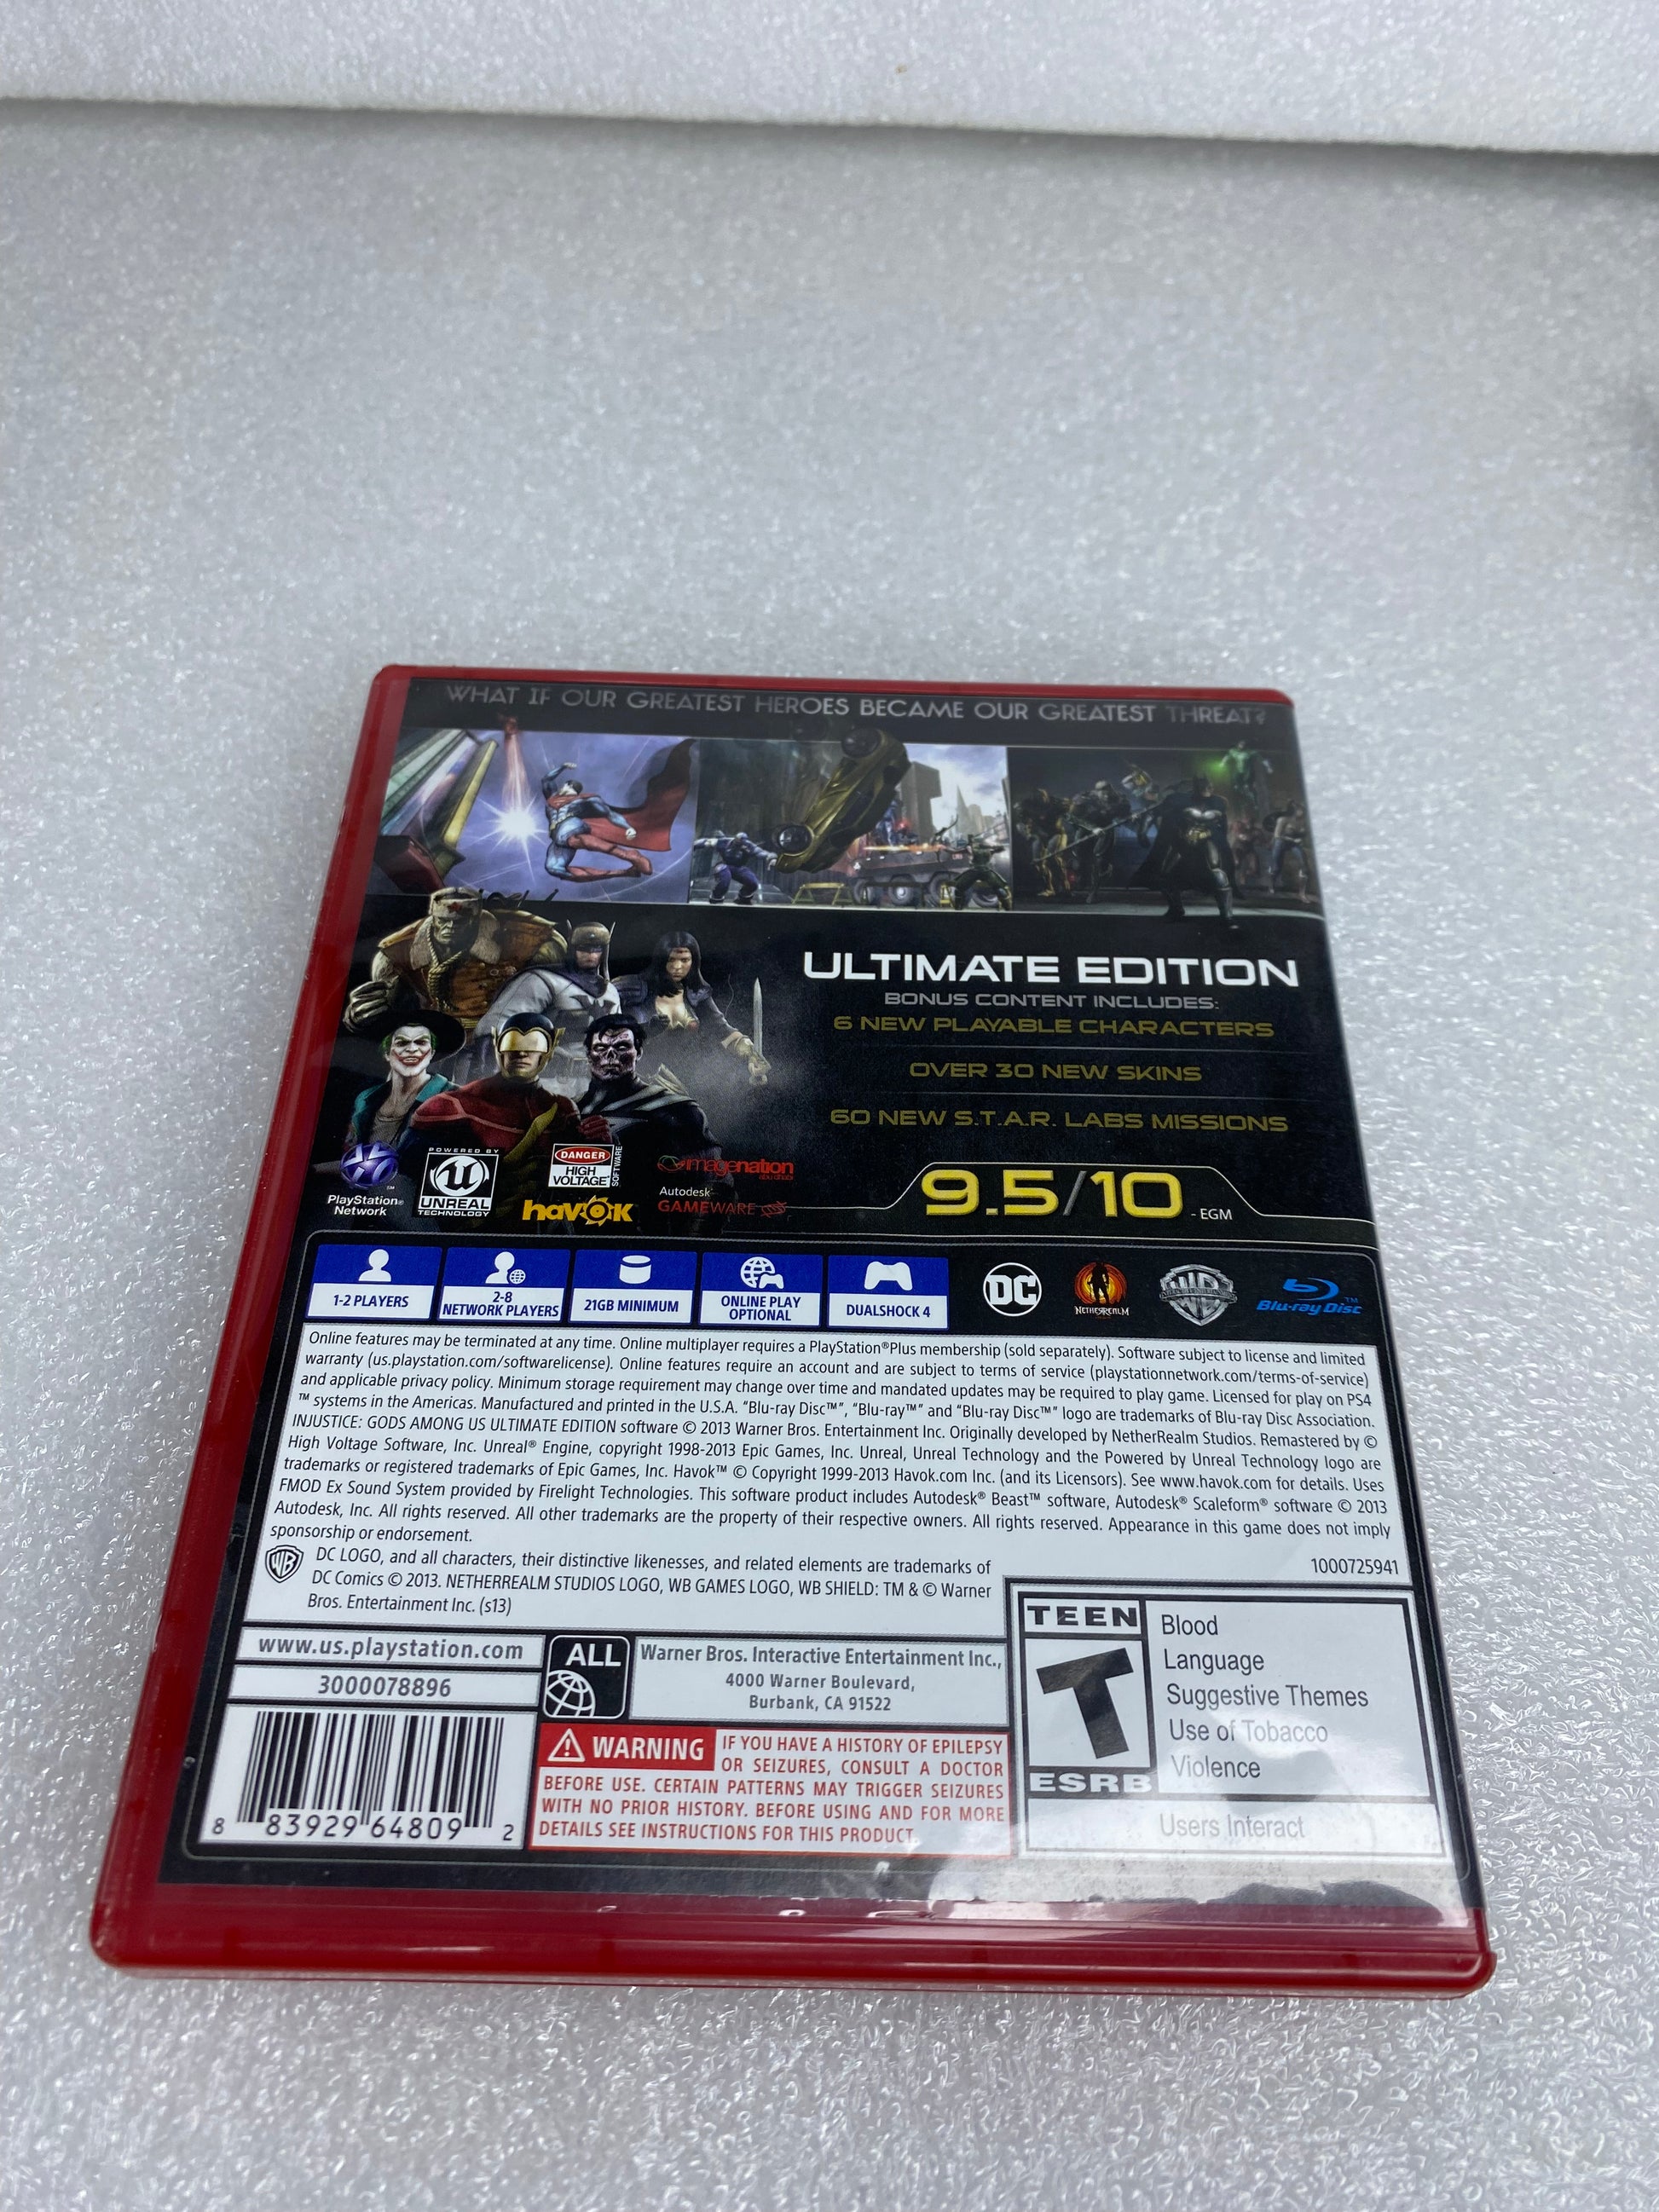 WHAT IF OUR GREATEST HEROES BECAME OUR GREATEST THREAT?
ULTIMATE EDITION
BONUS CONTENT INCLUDES:
6 NEW PLAYABLE CHARACTERS
OVER 30 NEW SKINS
60 NEW S.T.A.R. LABS MISSIONS
9.5/10 - EGM
PlayStation®
Network
POWERED BY
UNREAL
TECHNOLOGY
DANGER
HIGH
VOLTAGE
SOFTWARE
havok
imagenation
abu dhabi
Autodesk
GAMEWARE
1-2 PLAYERS
2-8
NETWORK PLAYERS
21GB MINIMUM
ONLINE PLAY
OPTIONAL
DUALSHOCK 4
DC
NETHERREALM
WB
Blu-ray Disc™
Online features may be terminated at any time. Online multiplayer requires a PlayStation®Plus membership (sold separately). Software subject to license and limited
warranty (us.playstation.com/softwarelicense). Online features require an account and are subject to terms of service (playstationnetwork.com/terms-of-service)
and applicable privacy policy. Minimum storage requirement may change over time and mandated updates may be required to play game. Licensed for play on PS4
™ systems in the Americas. Manufactured and printed in the U.S.A. "Blu-ray Disc™", "Blu-ray™" and "Blu-ray Disc™" logo are trademarks of Blu-ray Disc Association.
INJUSTICE: GODS AMONG US ULTIMATE EDITION software © 2013 Warner Bros. Entertainment Inc. Originally developed by NetherRealm Studios. Remastered by ©
High Voltage Software, Inc. Unreal® Engine, copyright 1998-2013 Epic Games, Inc. Unreal, Unreal Technology and the Powered by Unreal Technology logo are
trademarks or registered trademarks of Epic Games, Inc. Havok™ © Copyright 1999-2013 Havok.com Inc. (and its Licensors). See www.havok.com for details. Uses
FMOD Ex Sound System provided by Firelight Technologies. This software product includes Autodesk® Beast™ software, Autodesk® Scaleform® software © 2013
Autodesk, Inc. All rights reserved. All other trademarks are the property of their respective owners. All rights reserved. Appearance in this game does not imply
sponsorship or endorsement.
1000725941
WB
DC LOGO, and all characters, their distinctive likenesses, and related elements are trademarks of
DC Comics © 2013. NETHERREALM STUDIOS LOGO, WB GAMES LOGO, WB SHIELD: TM & © Warner
Bros. Entertainment Inc. (s13)
www.us.playstation.com
3000078896
ALL
Warner Bros. Interactive Entertainment Inc.,
4000 Warner Boulevard,
Burbank, CA 91522
WARNING IF YOU HAVE A HISTORY OF EPILEPSY
OR SEIZURES, CONSULT A DOCTOR
BEFORE USE. CERTAIN PATTERNS MAY TRIGGER SEIZURES
WITH NO PRIOR HISTORY. BEFORE USING AND FOR MORE
DETAILS SEE INSTRUCTIONS FOR THIS PRODUCT.
8 83929 64809 2
TEEN
T
ESRB
Blood
Language
Suggestive Themes
Use of Tobacco
Violence
Users Interact